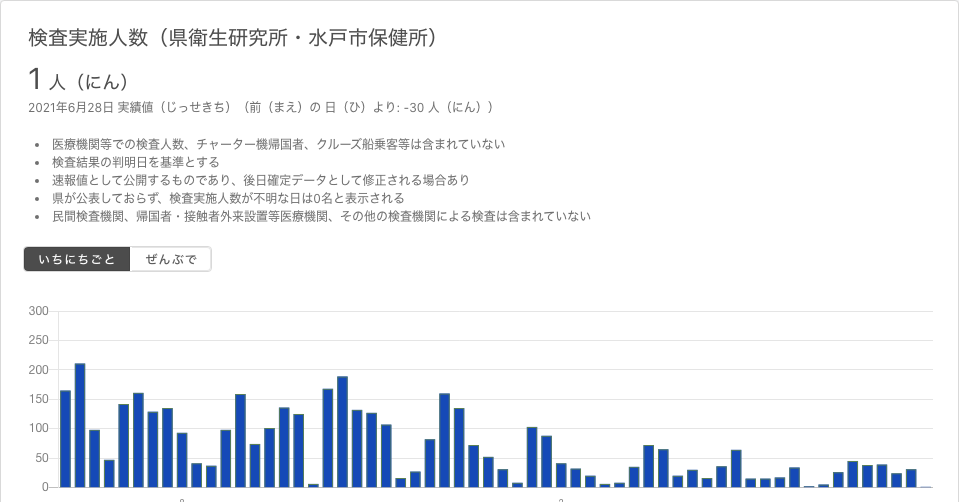 検査実施人数（県衛生研究所・水戸市保健所）
1 人（にん）
2021年6月28日 実績値（じっせきち）（前（まえ）の 日（ひ）より: -30 人（にん））
• 医療機関等での検査人数、チャーター機帰国者、クルーズ船乗客等は含まれていない
• 検査結果の判明日を基準とする
• 速報値として公開するものであり、後日確定データとして修正される場合あり
• 県が公表しておらず、検査実施人数が不明な日は0名と表示される
• 民間検査機関、帰国者・接触者外来設置等医療機関、その他の検査機関による検査は含まれていない
いちにちごと ぜんぶで
300
250
200
150
100
50
0